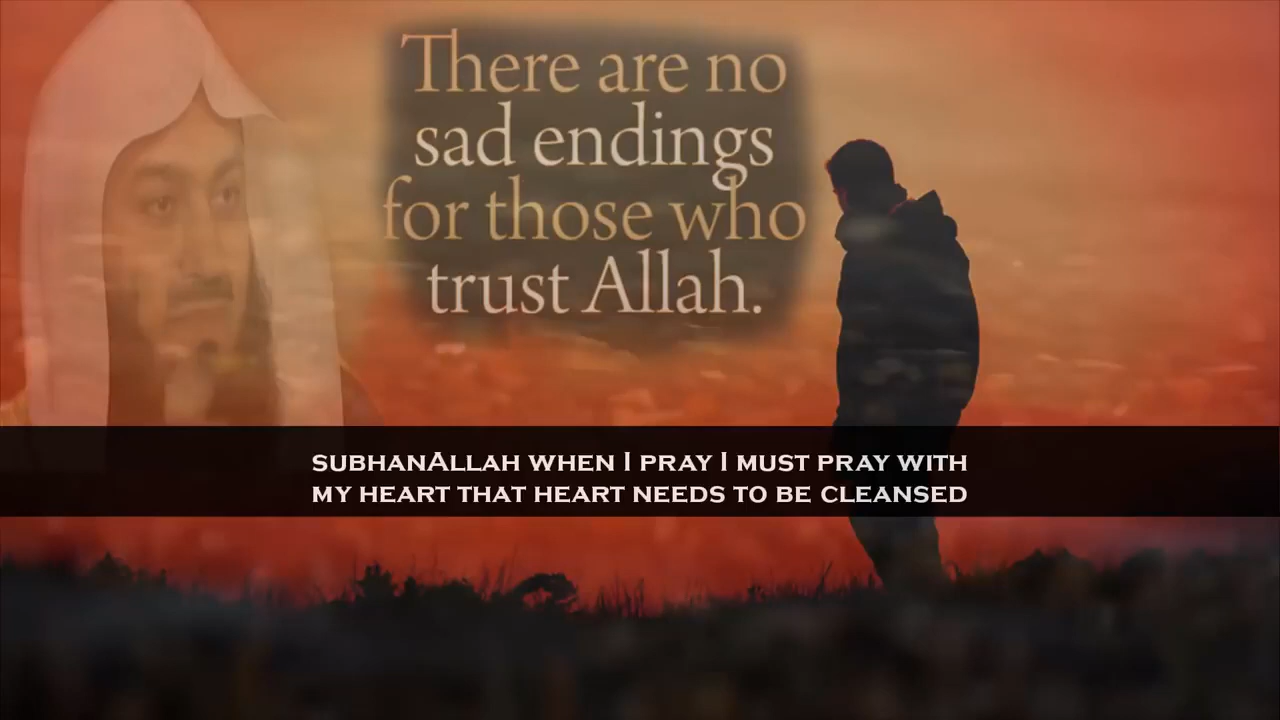 There are no
sad endings
for those who
trust Allah.
SUBHANALLAH WHEN I PRAY I MUST PRAY WITH
MY HEART THAT HEART NEEDS TO BE CLEANSED